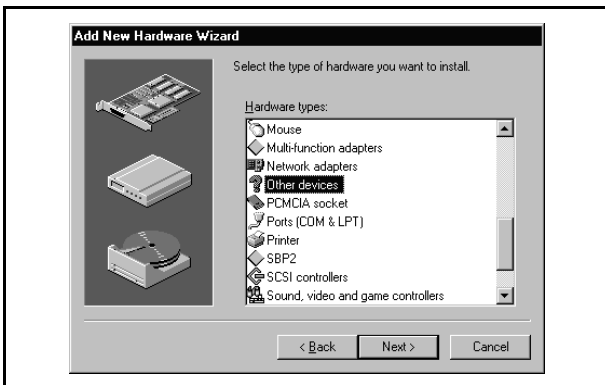 Add New Hardware Wizard
Select the type of hardware you want to install.
Hardware types:
Mouse
Multi-function adapters
Network adapters
Other devices
PCMCIA socket
Ports (COM & LPT)
Printer
SBP2
SCSI controllers
Sound, video and game controllers
< Back Next > Cancel